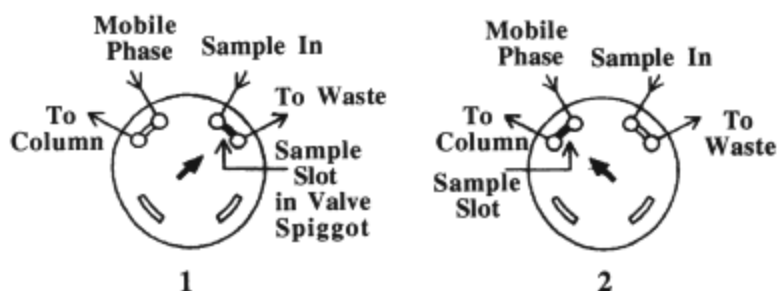 Mobile
Phase
Sample In
To
Column
To Waste
Sample
Slot
in Valve
Spiggot
1
Mobile
Phase
Sample In
To
Column
To
Waste
Sample
Slot
2